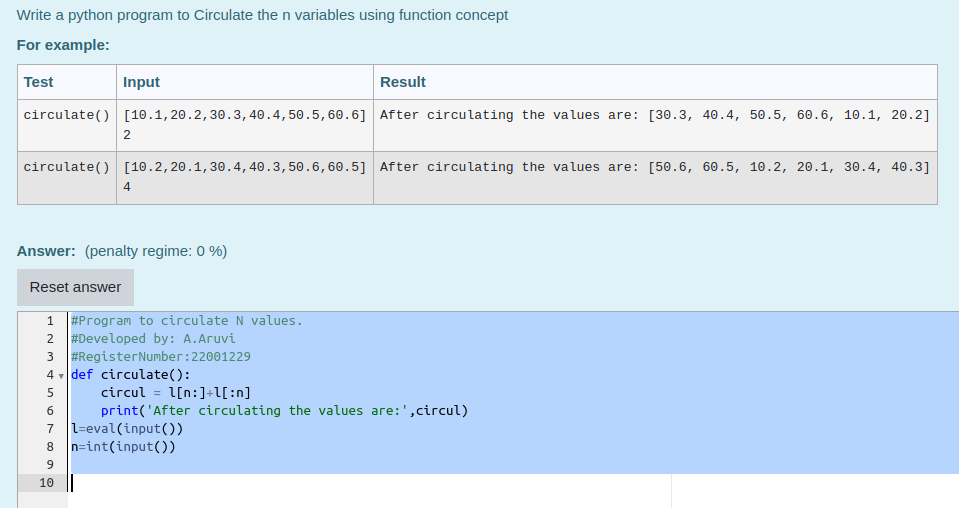 Write a python program to Circulate the n variables using function concept
For example:
Test Input Result
circulate() [10.1,20.2,30.3,40.4,50.5,60.6] After circulating the values are: [30.3, 40.4, 50.5, 60.6, 10.1, 20.2]
2
circulate() [10.2,20.1,30.4,40.3,50.6,60.5] After circulating the values are: [50.6, 60.5, 10.2, 20.1, 30.4, 40.3]
4
Answer: (penalty regime: 0 %)
Reset answer
1 #Program to circulate N values.
2 #Developed by: A.Aruvi
3 #RegisterNumber:22001229
4 def circulate():
5     circul = l[n:]+l[:n]
6     print('After circulating the values are:',circul)
7 l=eval(input())
8 n=int(input())
9
10